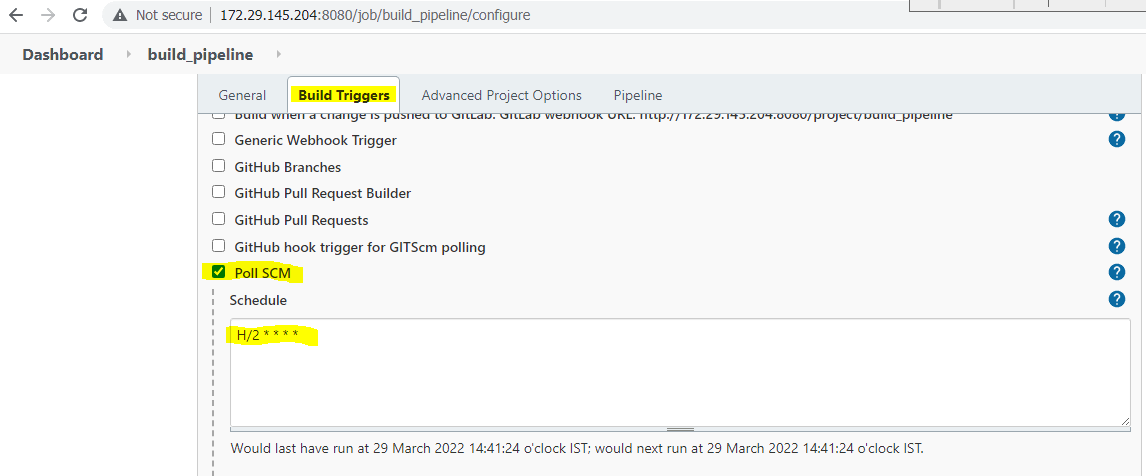 Not secure | 172.29.145.204:8080/job/build_pipeline/configure
Dashboard build_pipeline
General Build Triggers Advanced Project Options Pipeline
Build when a change is pushed to GitLab. GitLab webhook URL: http://172.29.145.204:8080/project/build_pipeline ?
Generic Webhook Trigger ?
GitHub Branches
GitHub Pull Request Builder
GitHub Pull Requests ?
GitHub hook trigger for GITScm polling ?
Poll SCM ?
Schedule ?
H/2 * * * *
Would last have run at 29 March 2022 14:41:24 o'clock IST; would next run at 29 March 2022 14:41:24 o'clock IST.